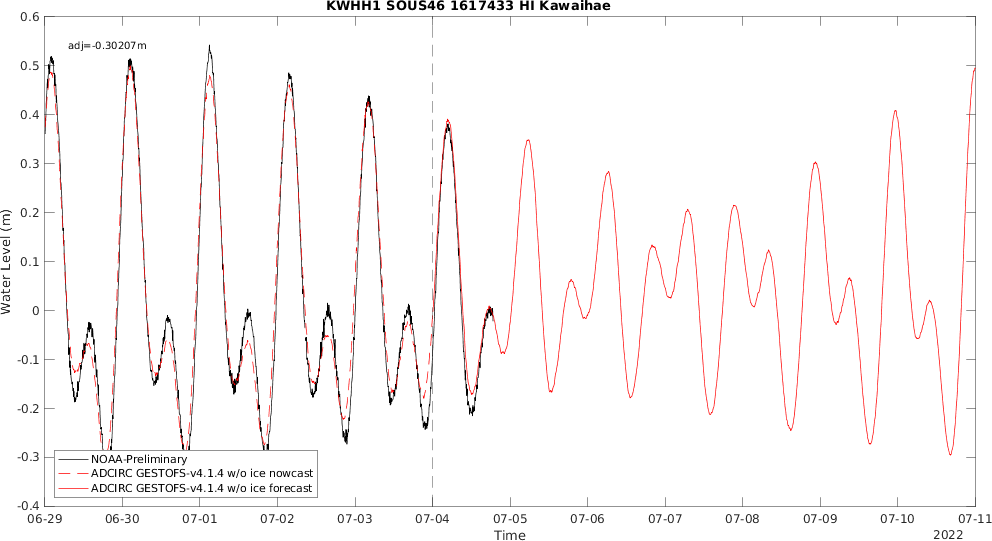 KWHH1 SOUS46 1617433 HI Kawaihae
adj=-0.30207m
0.6
0.5
0.4
0.3
0.2
0.1
0
-0.1
-0.2
-0.3
-0.4
Water Level (m)
NOAA-Preliminary
ADCIRC GESTOFS-v4.1.4 w/o ice nowcast
ADCIRC GESTOFS-v4.1.4 w/o ice forecast
06-29 06-30 07-01 07-02 07-03 07-04 07-05 07-06 07-07 07-08 07-09 07-10 07-11
Time
2022